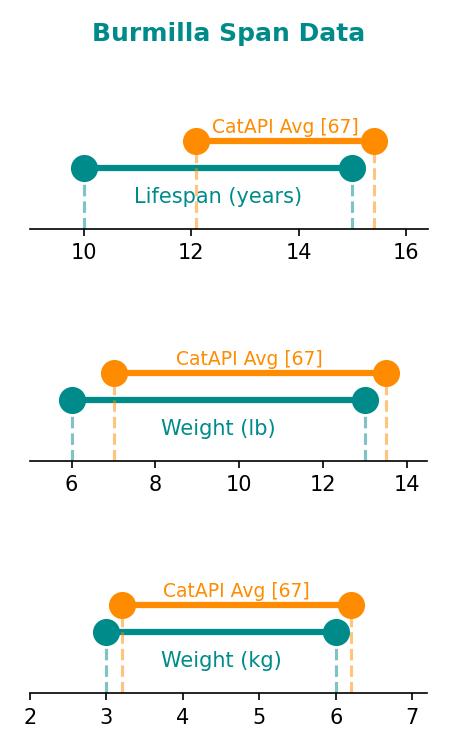 Burmilla Span Data
CatAPI Avg [67]
Lifespan (years)
10 12 14 16
CatAPI Avg [67]
Weight (lb)
6 8 10 12 14
CatAPI Avg [67]
Weight (kg)
2 3 4 5 6 7